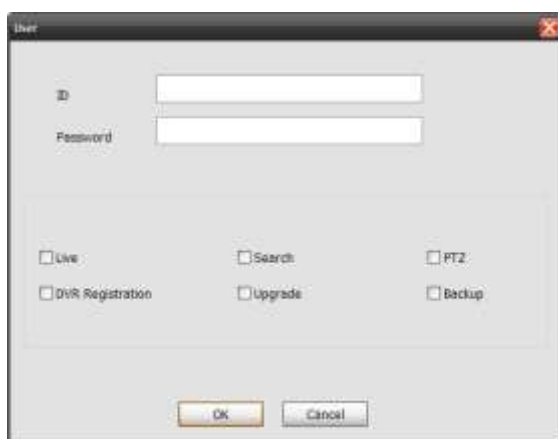 User
ID
Password
Live Search PTZ
DVR Registration Upgrade Backup
OK Cancel